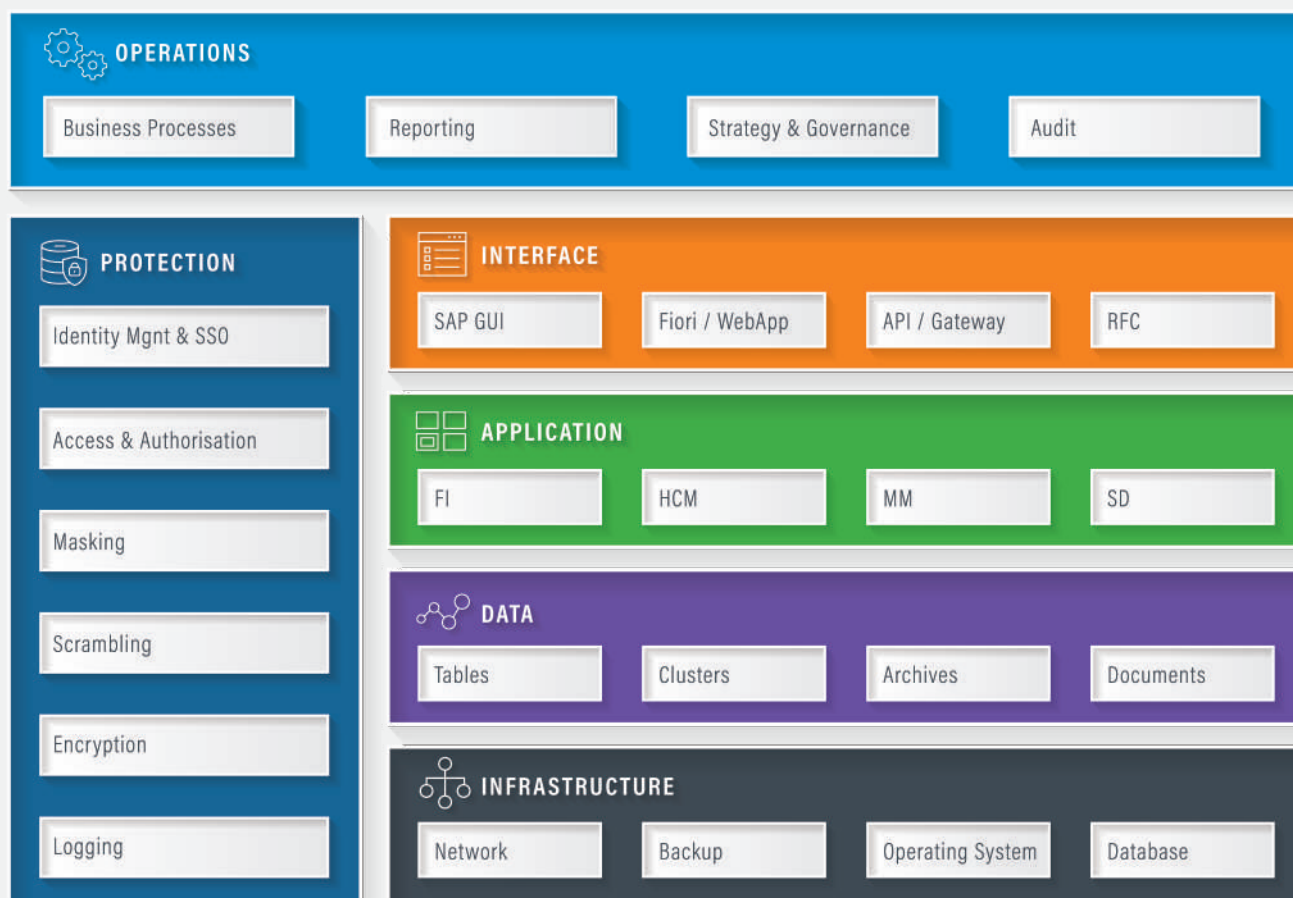 OPERATIONS
Business Processes
Reporting
Strategy & Governance
Audit
PROTECTION
Identity Mgnt & SSO
Access & Authorisation
Masking
Scrambling
Encryption
Logging
INTERFACE
SAP GUI
Fiori / WebApp
API / Gateway
RFC
APPLICATION
FI
HCM
MM
SD
DATA
Tables
Clusters
Archives
Documents
INFRASTRUCTURE
Network
Backup
Operating System
Database